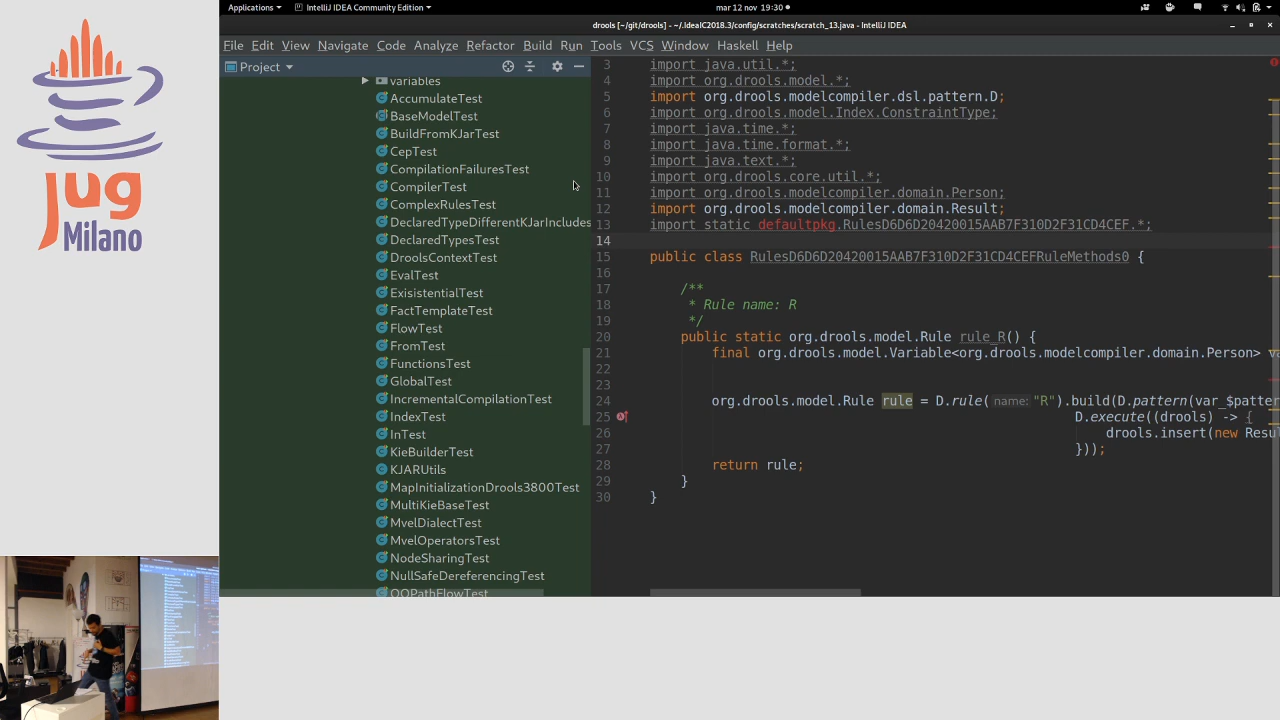 Applications
IntelliJ IDEA Community Edition
mar 12 nov 19:30
drools [~/git/drools] - ~/.IdeaIC2018.3/config/scratches/scratch_13.java - IntelliJ IDEA
File Edit View Navigate Code Analyze Refactor Build Run Tools VCS Window Haskell Help
Project
variables
AccumulateTest
BaseModelTest
BuildFromKJarTest
CepTest
CompilationFailuresTest
CompilerTest
ComplexRulesTest
DeclaredTypeDifferentKJarIncludes
DeclaredTypesTest
DroolsContextTest
EvalTest
ExisistentialTest
FactTemplateTest
FlowTest
FromTest
FunctionsTest
GlobalTest
IncrementalCompilationTest
IndexTest
InTest
KieBuilderTest
KJARUtils
MapInitializationDrools3800Test
MultiKieBaseTest
MvelDialectTest
MvelOperatorsTest
NodeSharingTest
NullSafeDereferencingTest
OOPathFlowTest
3 import java.util.*;
4 import org.drools.model.*;
5 import org.drools.modelcompiler.dsl.pattern.D;
6 import org.drools.model.Index.ConstraintType;
7 import java.time.*;
8 import java.time.format.*;
9 import java.text.*;
10 import org.drools.core.util.*;
11 import org.drools.modelcompiler.domain.Person;
12 import org.drools.modelcompiler.domain.Result;
13 import static defaultpkg.RulesD6D6D20420015AAB7F310D2F31CD4CEF.*;
14
15 public class RulesD6D6D20420015AAB7F310D2F31CD4CEFRuleMethods0 {
16
17 /**
18 * Rule name: R
19 */
20 public static org.drools.model.Rule rule_R() {
21 final org.drools.model.Variable<org.drools.modelcompiler.domain.Person> va
22
23
24 org.drools.model.Rule rule = D.rule( name: "R").build(D.pattern(var_$patter
25 D.execute((drools) -> {
26 drools.insert(new Resul
27 }));
28 return rule;
29 }
30 }
Jug
Milano